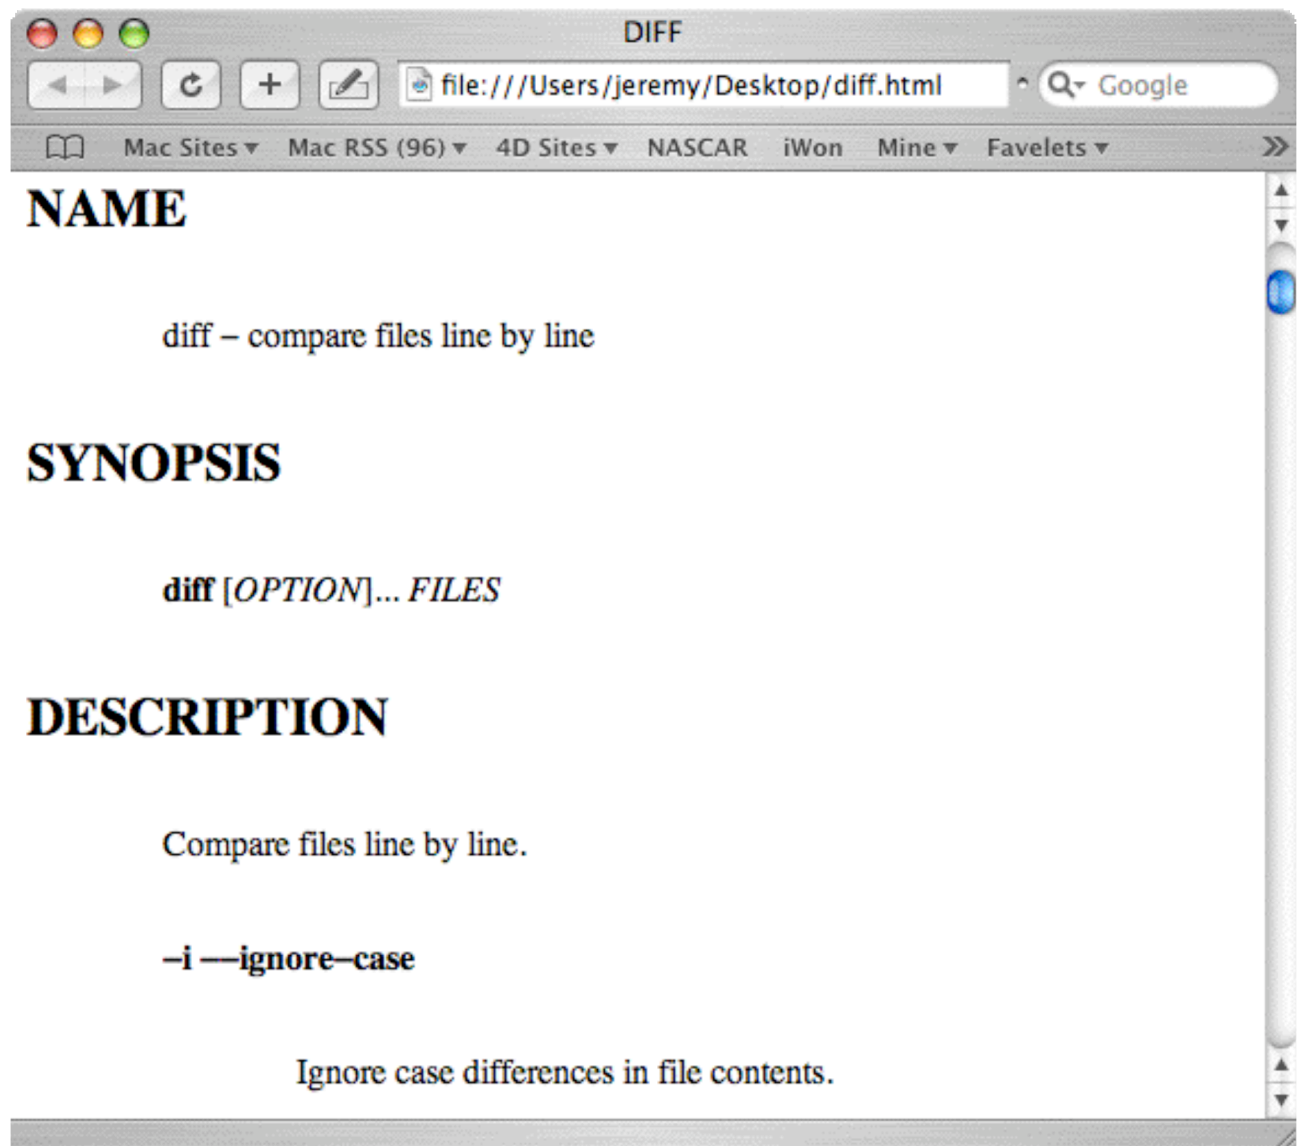 DIFF
file:///Users/jeremy/Desktop/diff.html
Google
Mac Sites Mac RSS (96) 4D Sites NASCAR iWon Mine Favelets
NAME
diff – compare files line by line
SYNOPSIS
diff [OPTION]... FILES
DESCRIPTION
Compare files line by line.
–i ––ignore–case
Ignore case differences in file contents.